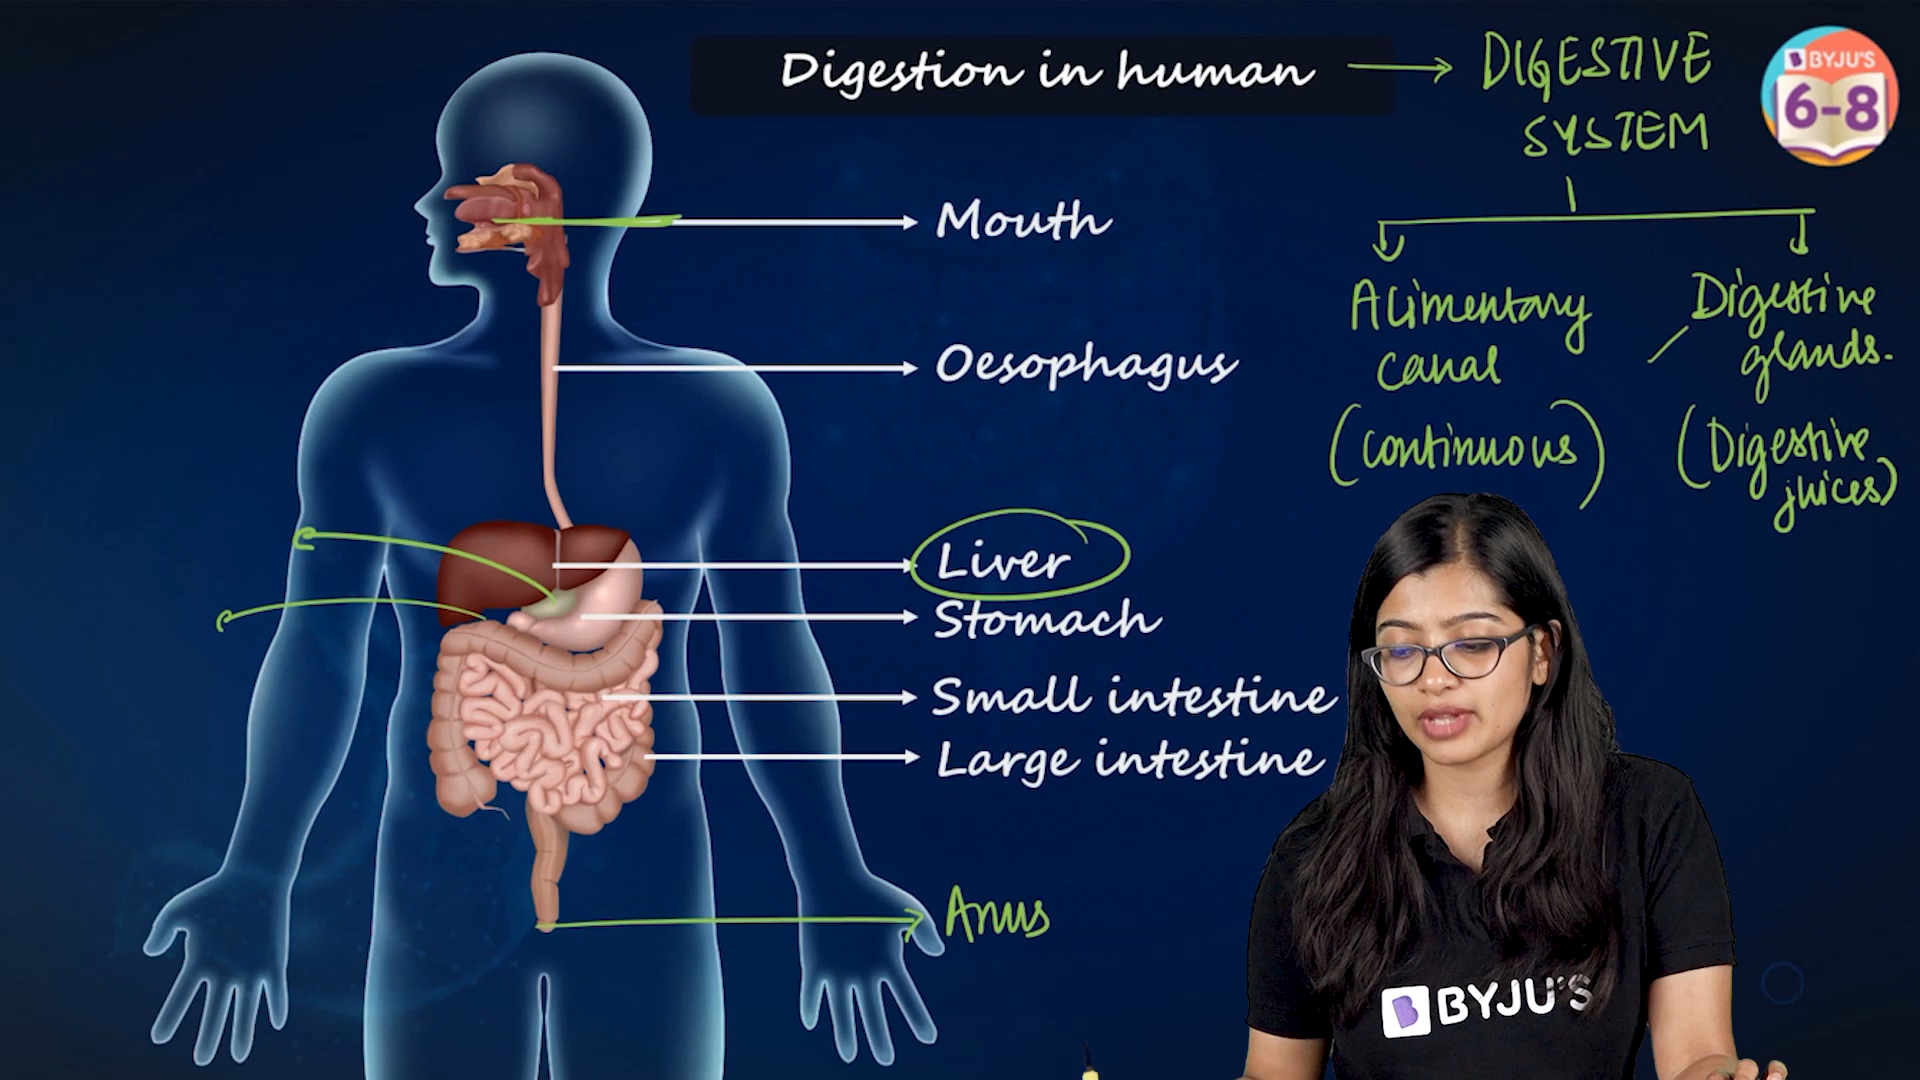 Digestion in human
DIGESTIVE
SYSTEM
BYJU'S
6-8
Mouth
Alimentary
canal
(continuous)
Digestive
glands.
(Digestive
juices)
Oesophagus
Liver
Stomach
Small intestine
Large intestine
Anus
BYJU'S